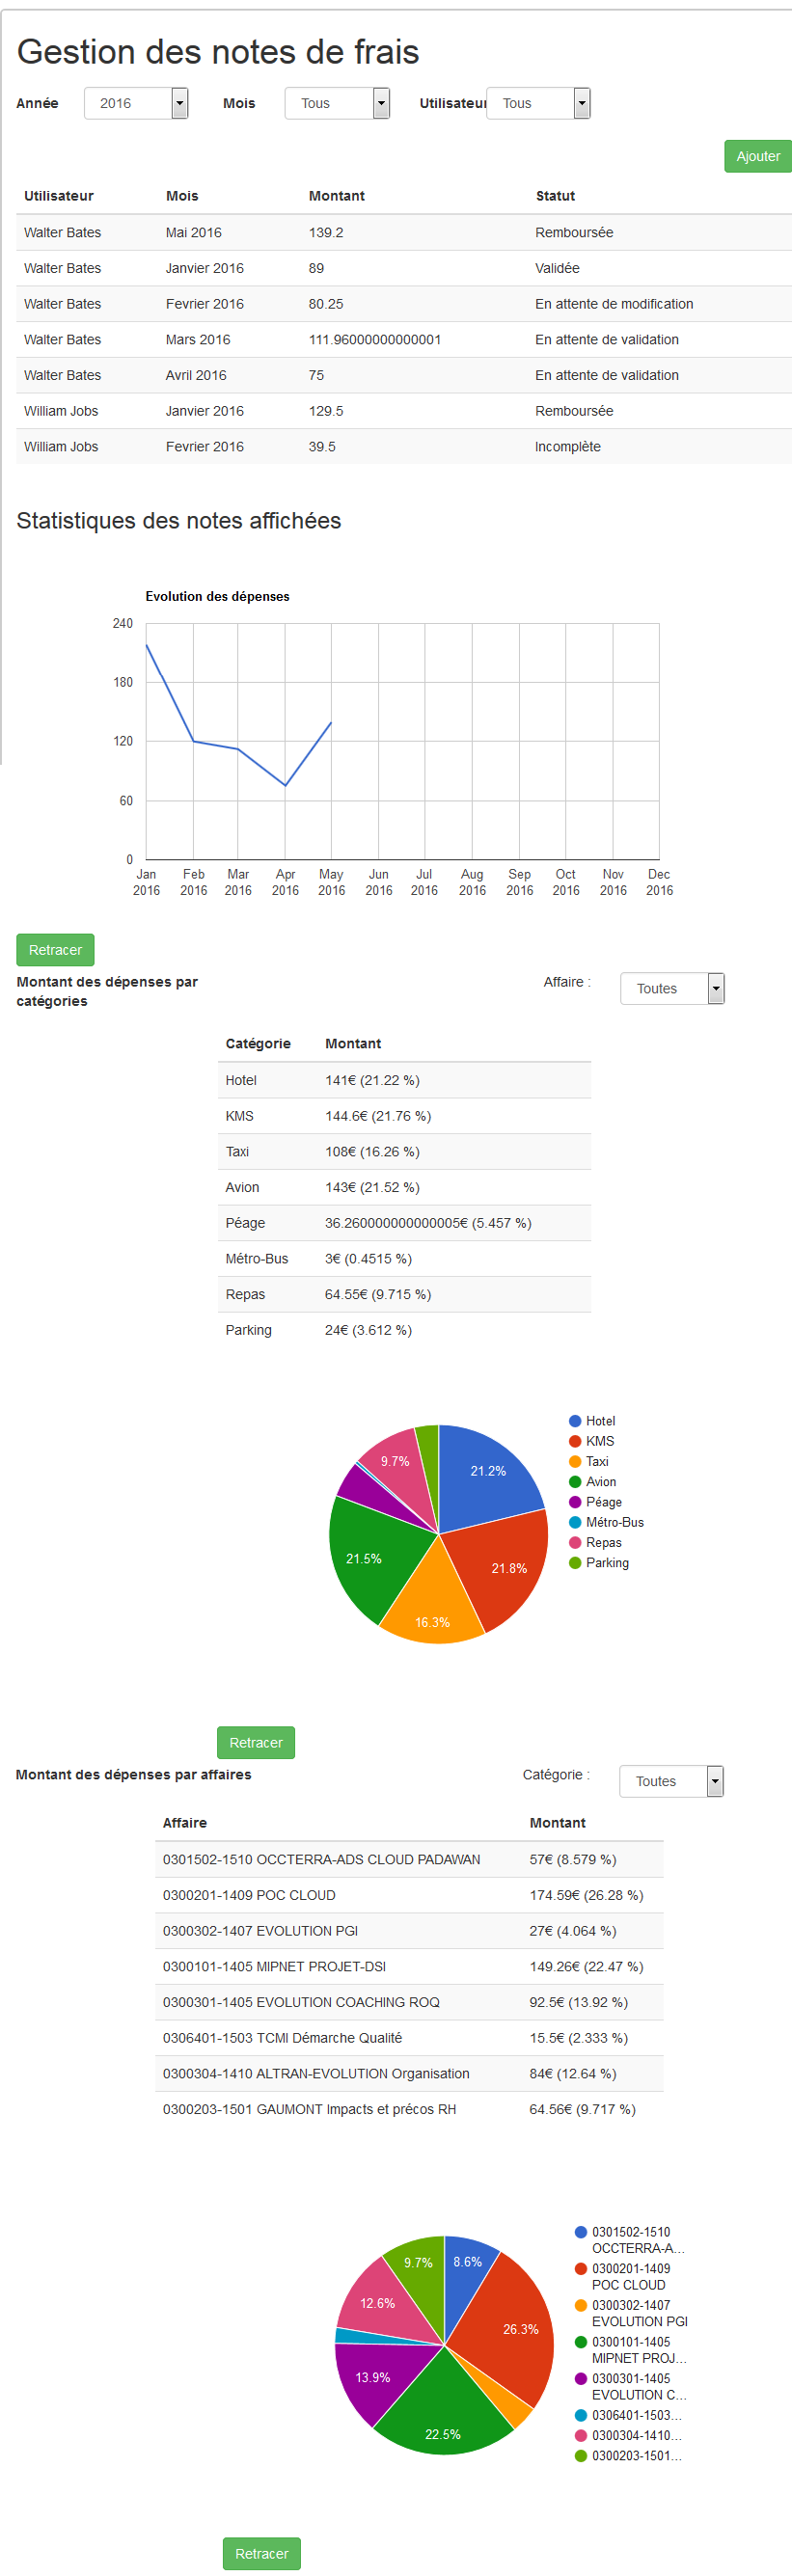 Gestion des notes de frais
Année 2016 Mois Tous Utilisateur Tous
Ajouter
Utilisateur Mois Montant Statut
Walter Bates Mai 2016 139.2 Remboursée
Walter Bates Janvier 2016 89 Validée
Walter Bates Fevrier 2016 80.25 En attente de modification
Walter Bates Mars 2016 111.96000000000001 En attente de validation
Walter Bates Avril 2016 75 En attente de validation
William Jobs Janvier 2016 129.5 Remboursée
William Jobs Fevrier 2016 39.5 Incomplète
Statistiques des notes affichées
Evolution des dépenses
240
180
120
60
0
Jan Feb Mar Apr May Jun Jul Aug Sep Oct Nov Dec
2016 2016 2016 2016 2016 2016 2016 2016 2016 2016 2016 2016
Retracer
Montant des dépenses par Affaire : Toutes
catégories
Catégorie Montant
Hotel 141€ (21.22 %)
KMS 144.6€ (21.76 %)
Taxi 108€ (16.26 %)
Avion 143€ (21.52 %)
Péage 36.260000000000005€ (5.457 %)
Métro-Bus 3€ (0.4515 %)
Repas 64.55€ (9.715 %)
Parking 24€ (3.612 %)
Hotel
KMS
Taxi
Avion
Péage
Métro-Bus
Repas
Parking
9.7%
21.2%
21.5%
21.8%
16.3%
Retracer
Montant des dépenses par affaires Catégorie : Toutes
Affaire Montant
0301502-1510 OCCTERRA-ADS CLOUD PADAWAN 57€ (8.579 %)
0300201-1409 POC CLOUD 174.59€ (26.28 %)
0300302-1407 EVOLUTION PGI 27€ (4.064 %)
0300101-1405 MIPNET PROJET-DSI 149.26€ (22.47 %)
0300301-1405 EVOLUTION COACHING ROQ 92.5€ (13.92 %)
0306401-1503 TCMI Démarche Qualité 15.5€ (2.333 %)
0300304-1410 ALTRAN-EVOLUTION Organisation 84€ (12.64 %)
0300203-1501 GAUMONT Impacts et précos RH 64.56€ (9.717 %)
0301502-1510
OCCTERRA-A...
0300201-1409
POC CLOUD
0300302-1407
EVOLUTION PGI
0300101-1405
MIPNET PROJ...
0300301-1405
EVOLUTION C...
0306401-1503...
0300304-1410...
0300203-1501...
9.7%
8.6%
12.6%
26.3%
13.9%
22.5%
Retracer